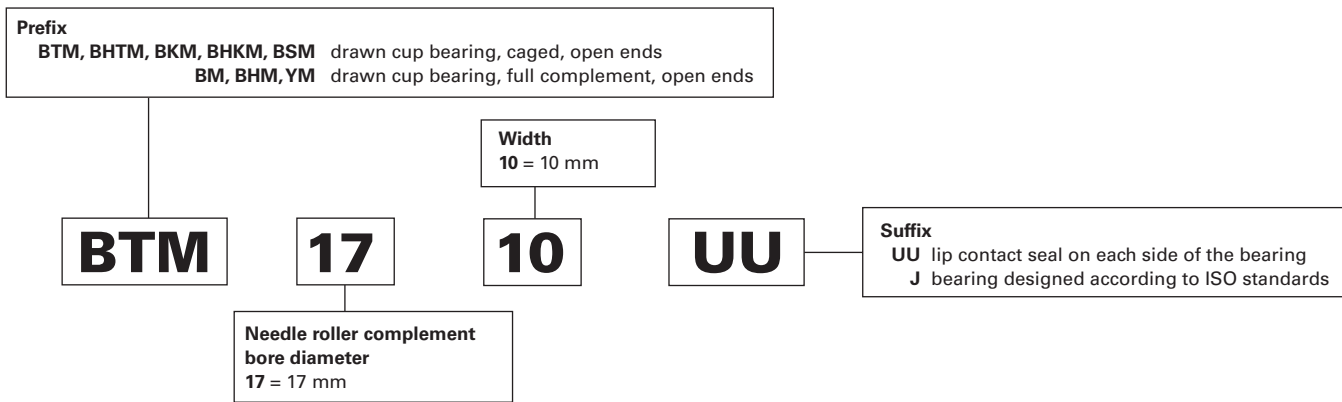 Prefix
BTM, BHTM, BKM, BHKM, BSM drawn cup bearing, caged, open ends
BM, BHM, YM drawn cup bearing, full complement, open ends
Width
10 = 10 mm
BTM 17 10 UU
Suffix
UU lip contact seal on each side of the bearing
J bearing designed according to ISO standards
Needle roller complement
bore diameter
17 = 17 mm